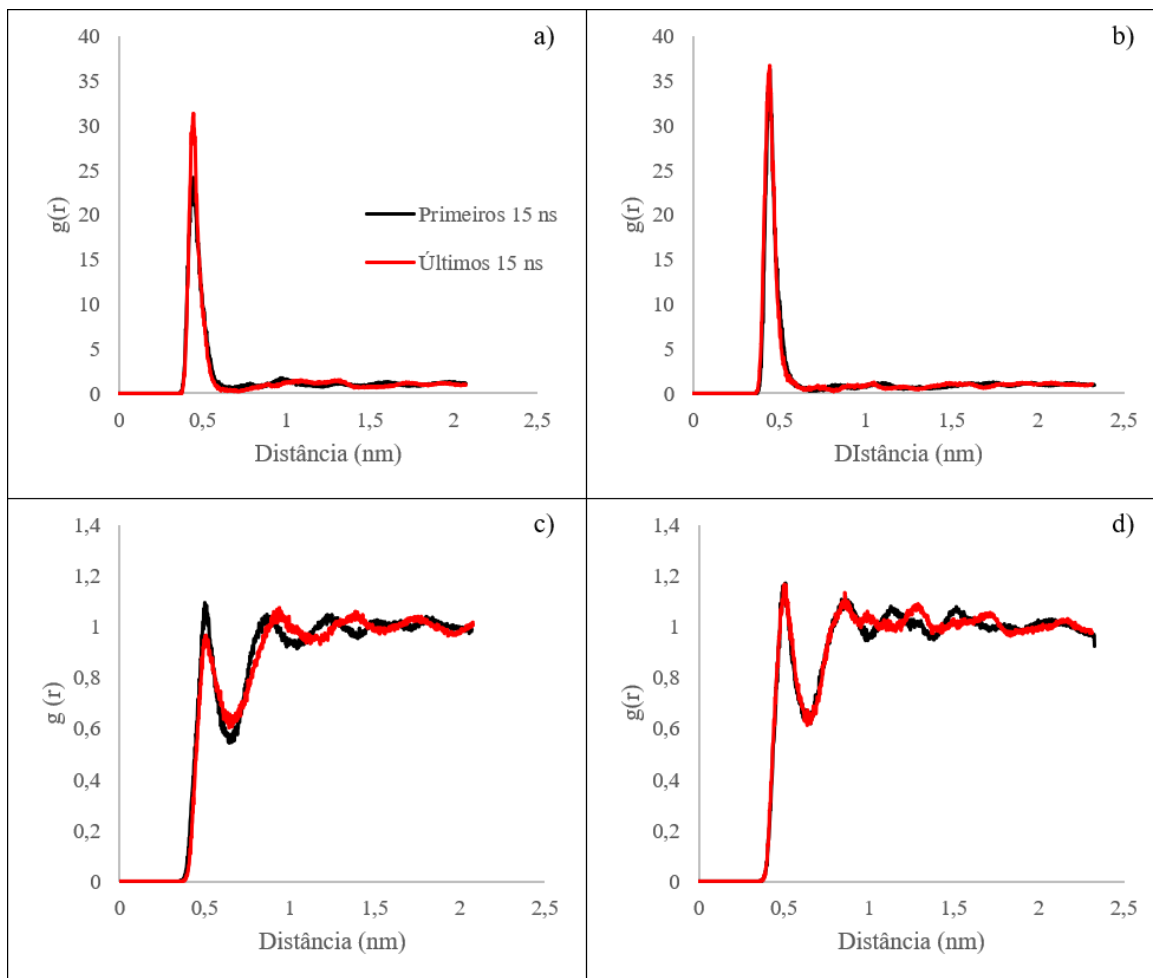 a)
40
35
30
25
20
15
10
5
0
g(r)
Primeiros 15 ns
Últimos 15 ns
0 0,5 1 1,5 2 2,5
Distância (nm)
b)
40
35
30
25
20
15
10
5
0
g(r)
0 0,5 1 1,5 2 2,5
DIstância (nm)
c)
1,4
1,2
1
0,8
0,6
0,4
0,2
0
g (r)
0 0,5 1 1,5 2 2,5
Distância (nm)
d)
1,4
1,2
1
0,8
0,6
0,4
0,2
0
g(r)
0 0,5 1 1,5 2 2,5
Distância (nm)